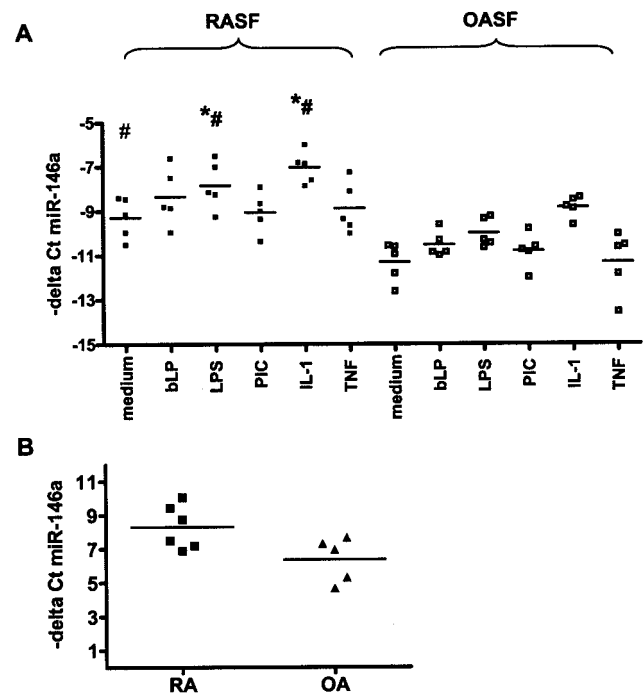 A
RASF
OASF
-delta Ct miR-146a
#
*#
*#
-5
-7
-9
-11
-13
-15
medium
bLP
LPS
PIC
IL-1
TNF
medium
bLP
LPS
PIC
IL-1
TNF
B
-delta Ct miR-146a
11
9
7
5
3
1
RA
OA